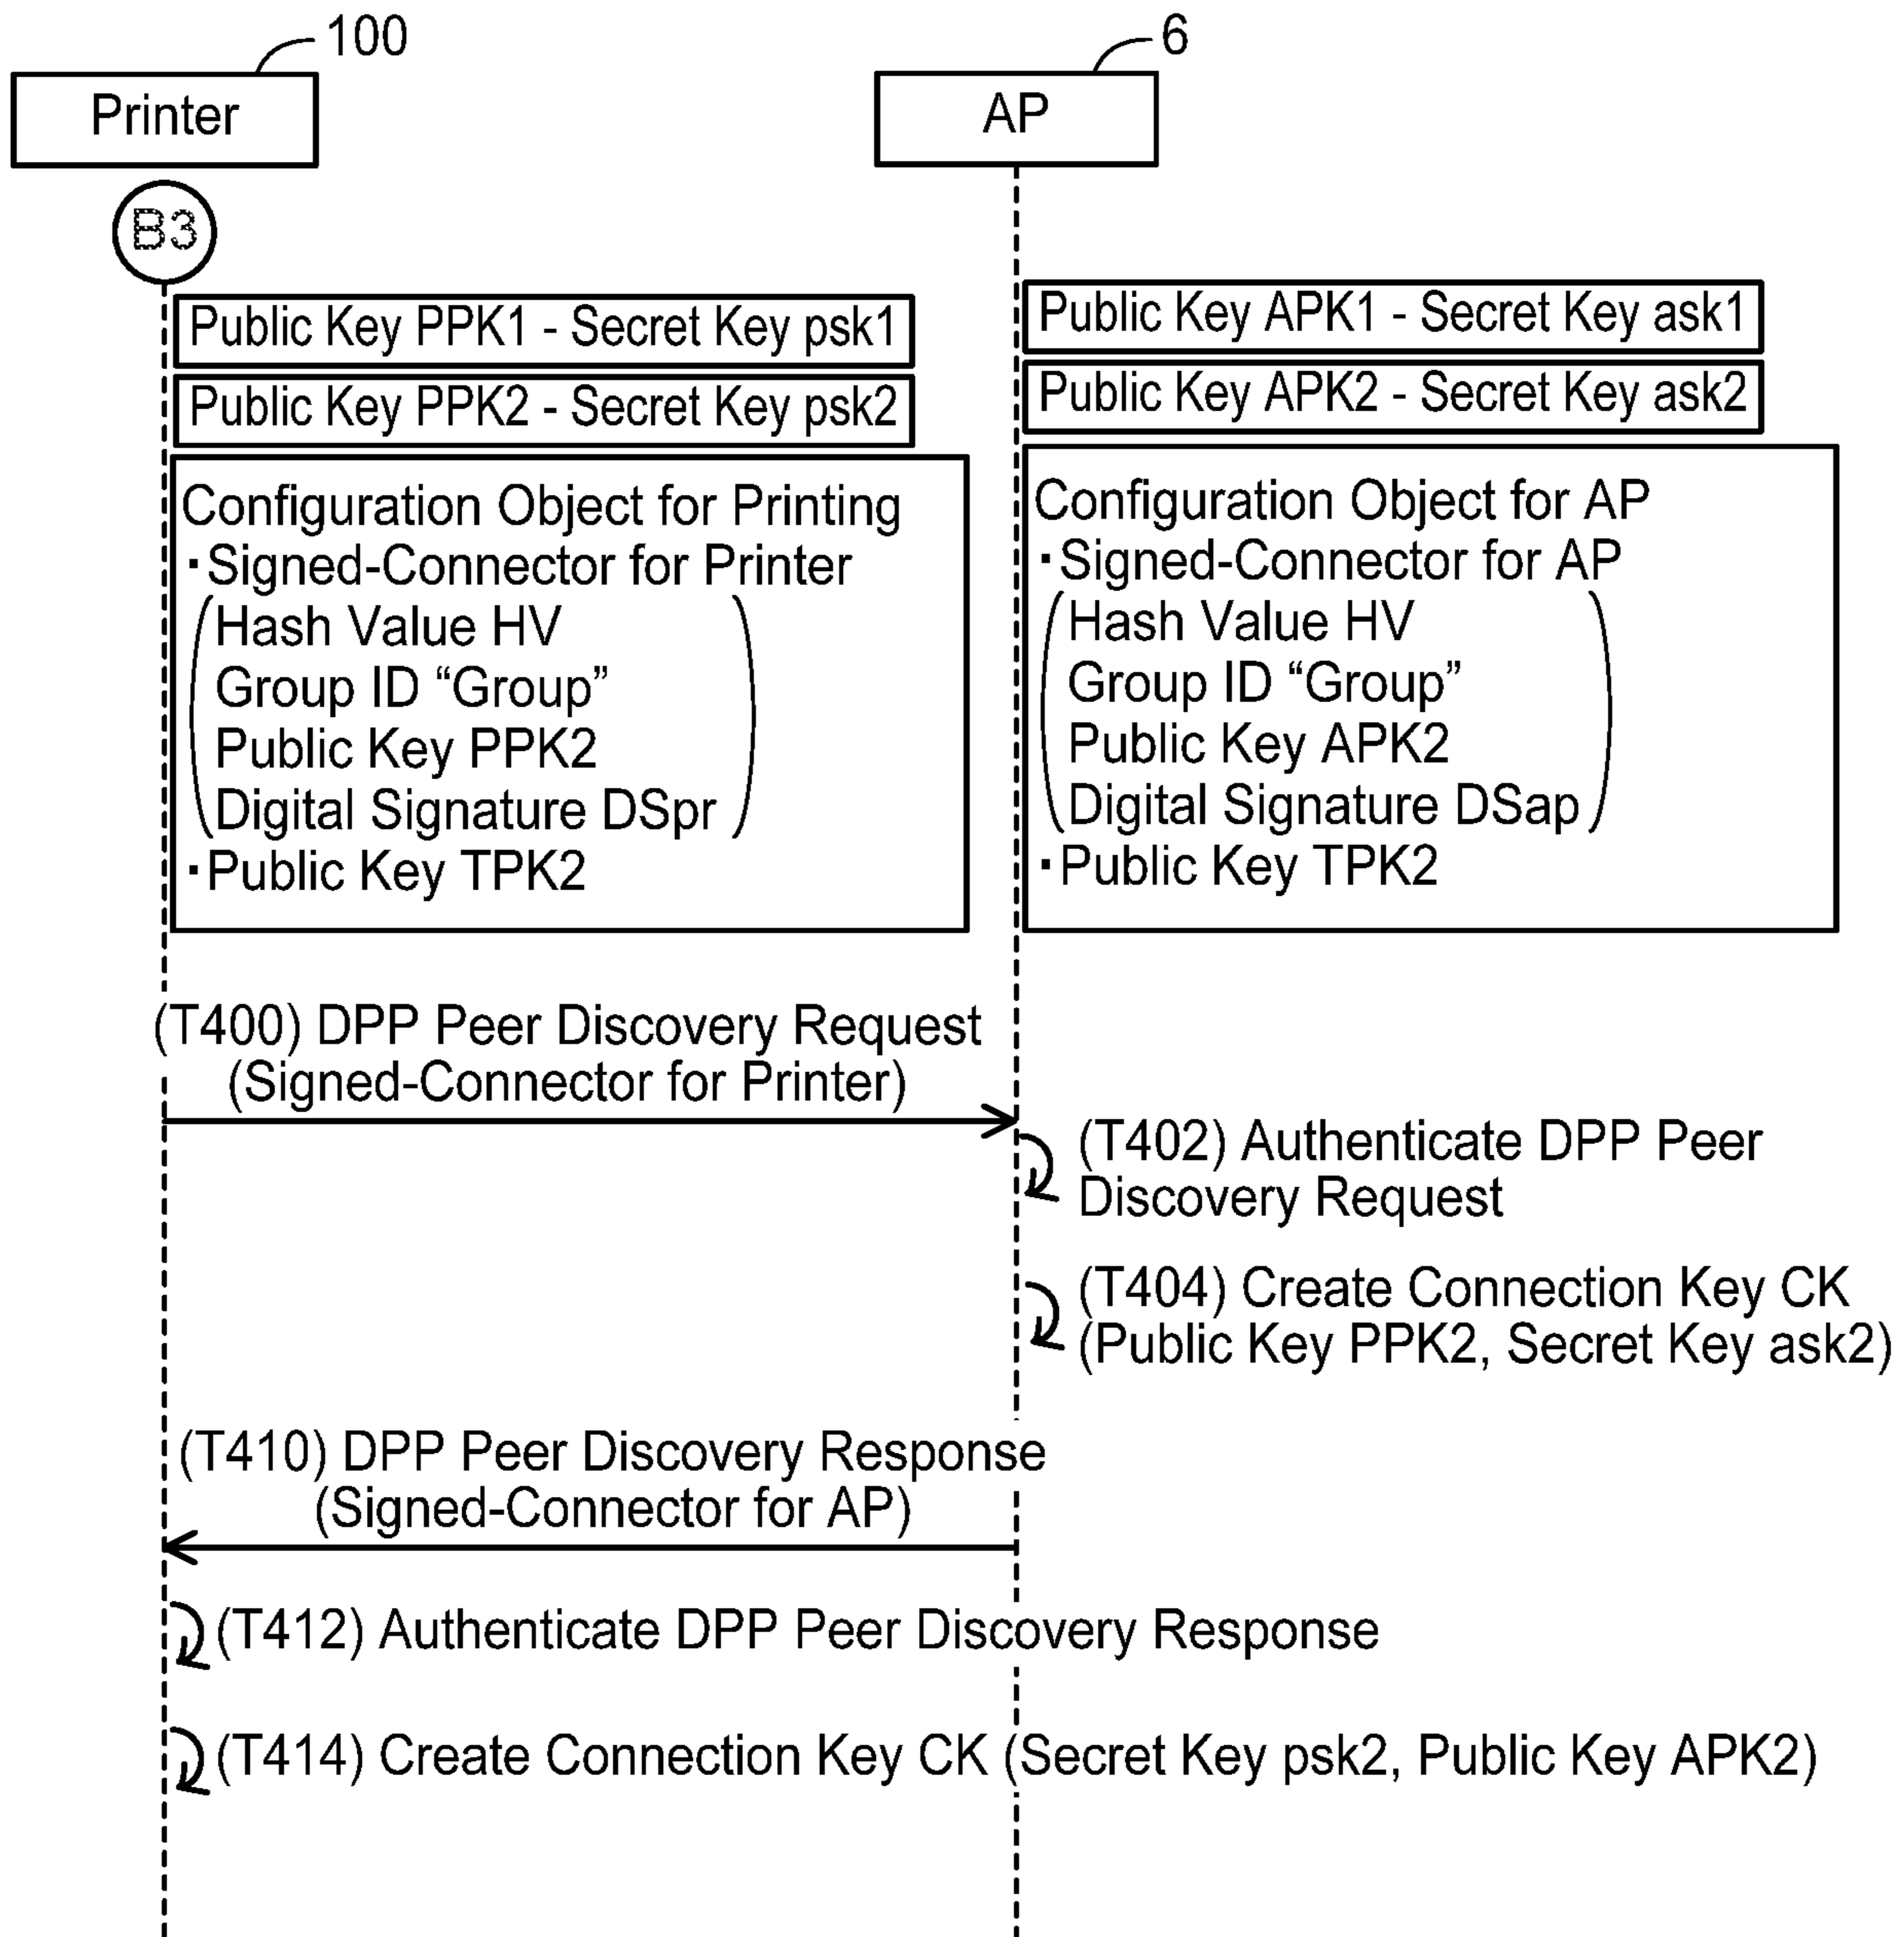 100
6
Printer
AP
B3
Public Key PPK1 - Secret Key psk1
Public Key PPK2 - Secret Key psk2
Configuration Object for Printing
・Signed-Connector for Printer
Hash Value HV
Group ID “Group”
Public Key PPK2
Digital Signature DSpr
・Public Key TPK2
Public Key APK1 - Secret Key ask1
Public Key APK2 - Secret Key ask2
Configuration Object for AP
・Signed-Connector for AP
Hash Value HV
Group ID “Group”
Public Key APK2
Digital Signature DSap
・Public Key TPK2
(T400) DPP Peer Discovery Request
(Signed-Connector for Printer)
(T402) Authenticate DPP Peer
Discovery Request
(T404) Create Connection Key CK
(Public Key PPK2, Secret Key ask2)
(T410) DPP Peer Discovery Response
(Signed-Connector for AP)
(T412) Authenticate DPP Peer Discovery Response
(T414) Create Connection Key CK (Secret Key psk2, Public Key APK2)